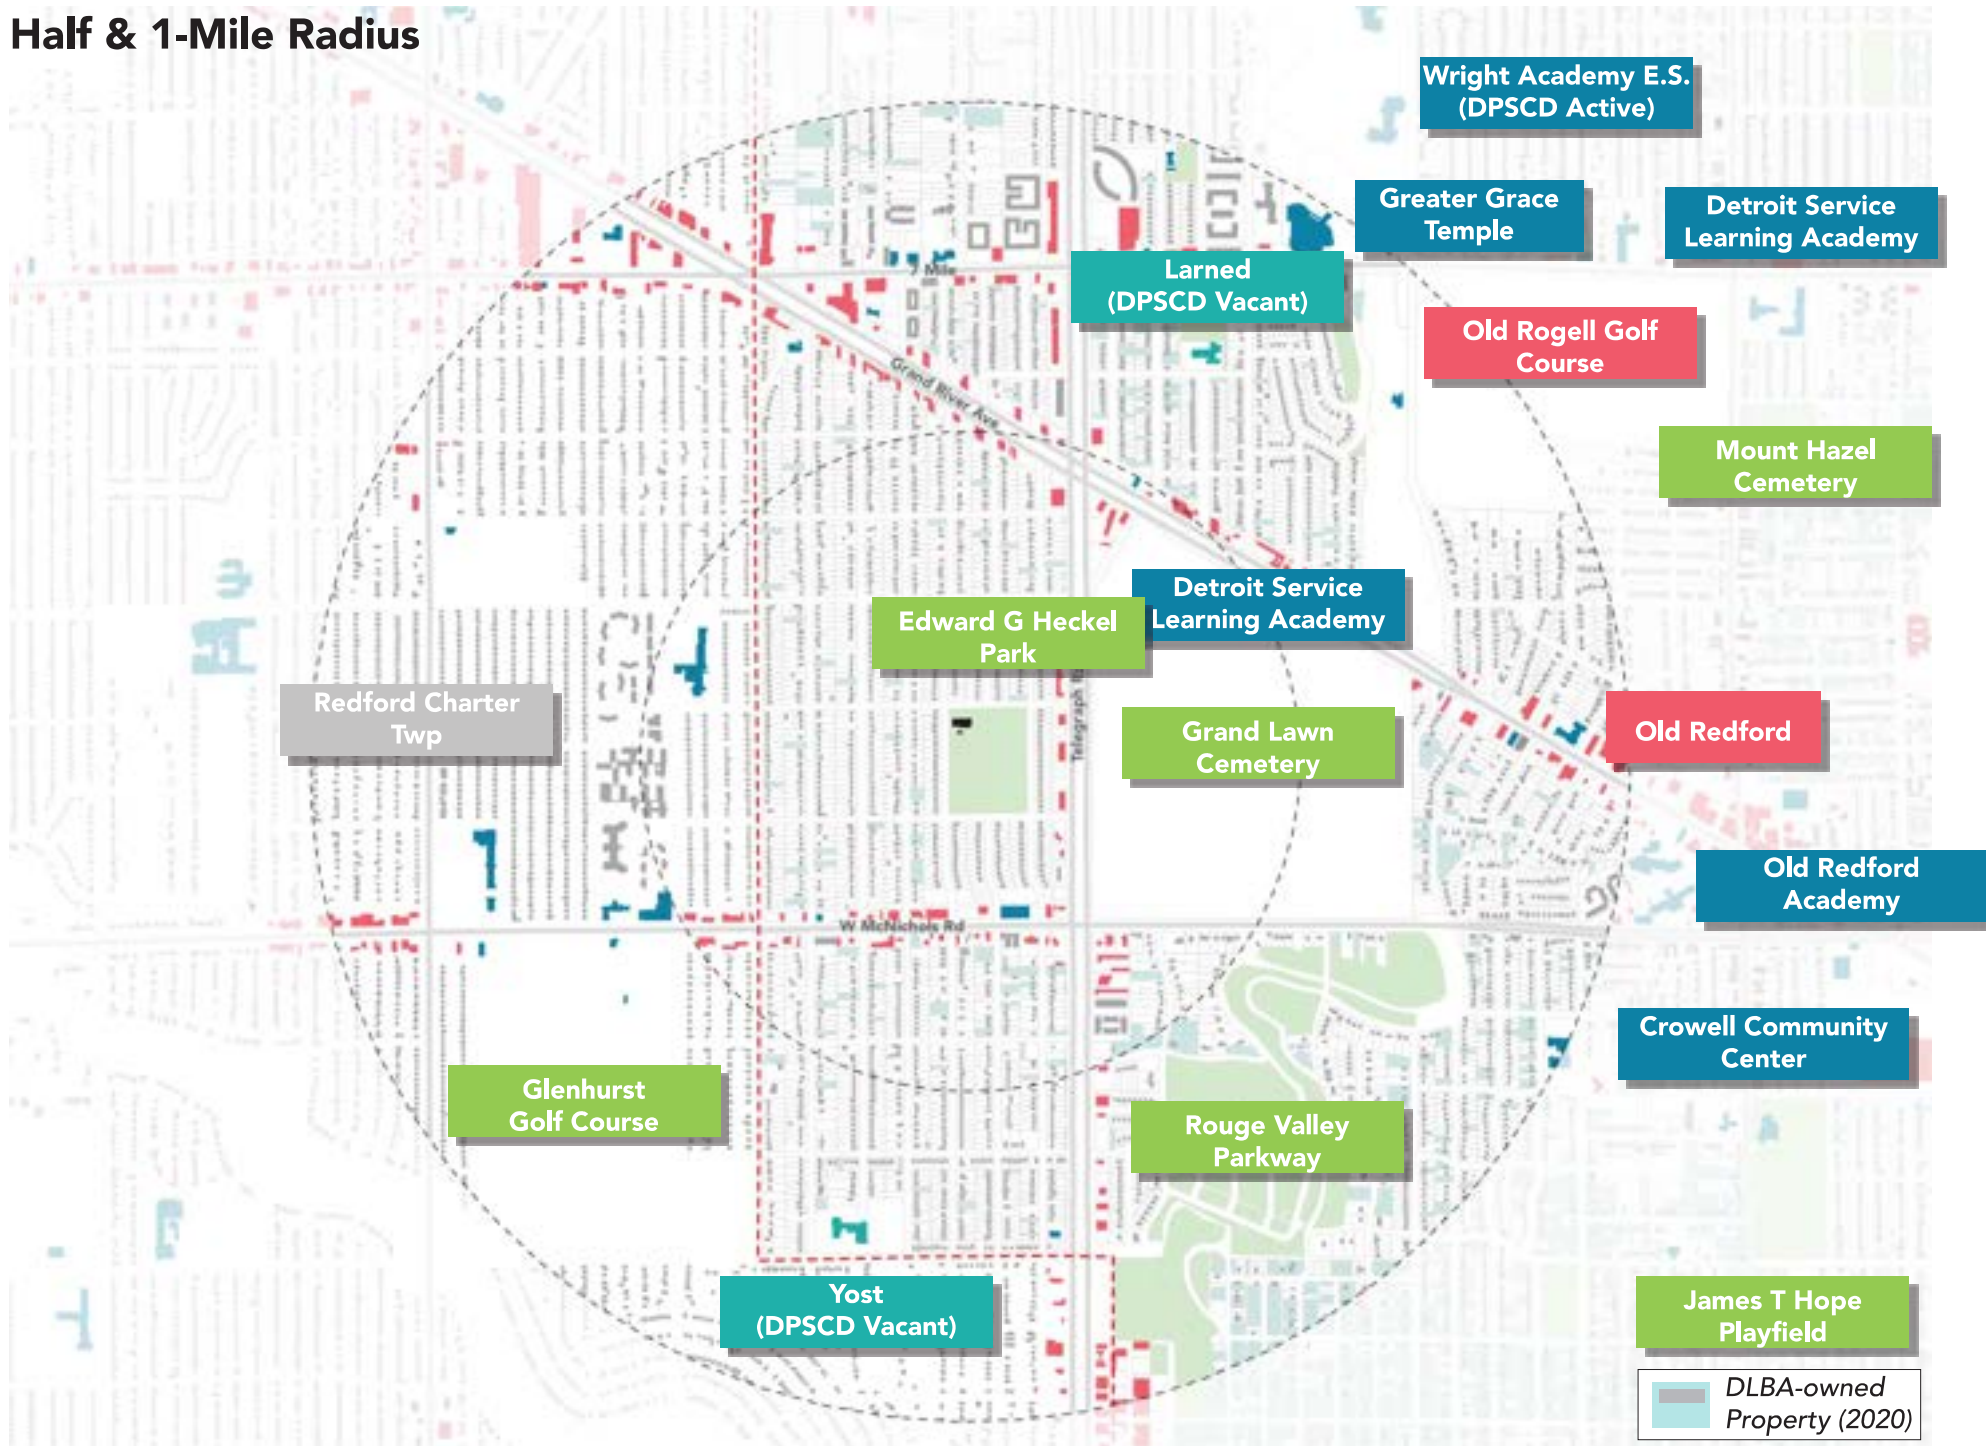 Half & 1-Mile Radius
Wright Academy E.S.
(DPSCD Active)
Greater Grace
Temple
Detroit Service
Learning Academy
7 Mile
Larned
(DPSCD Vacant)
Old Rogell Golf
Course
Grand River Ave
Mount Hazel
Cemetery
Detroit Service
Learning Academy
Edward G Heckel
Park
Redford Charter
Twp
Telegraph
Grand Lawn
Cemetery
Old Redford
Old Redford
Academy
W McNichols Rd
Crowell Community
Center
Glenhurst
Golf Course
Rouge Valley
Parkway
Yost
(DPSCD Vacant)
James T Hope
Playfield
DLBA-owned
Property (2020)